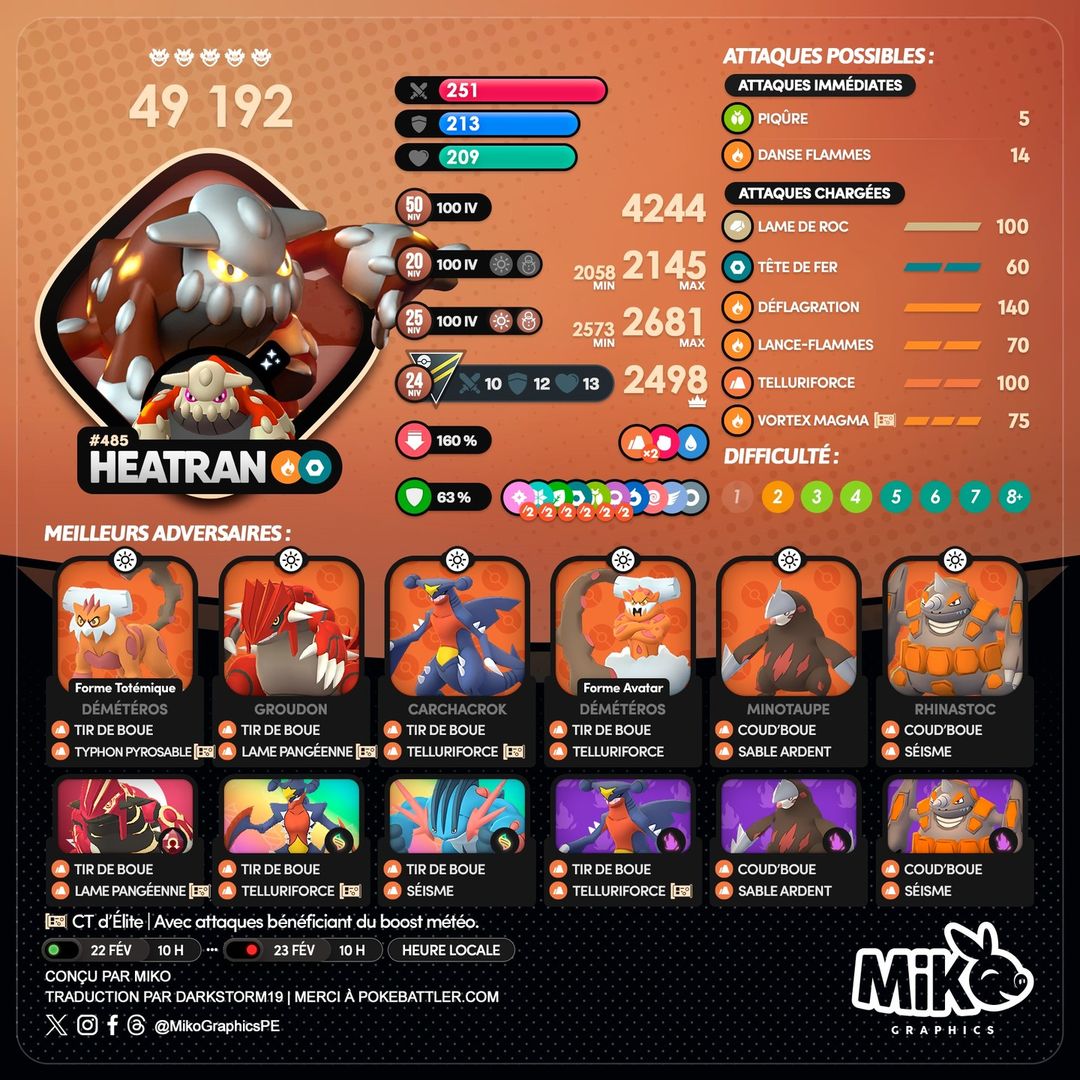 49 192
251
213
209
50 NIV 100 IV 4244
20 NIV 100 IV 2058 MIN 2145 MAX
25 NIV 100 IV 2573 MIN 2681 MAX
24 NIV 10 12 13 2498
160 %
×2
63 %
/2 /2 /2 /2 /2 /2
#485
HEATRAN
ATTAQUES POSSIBLES :
ATTAQUES IMMÉDIATES
PIQÛRE 5
DANSE FLAMMES 14
ATTAQUES CHARGÉES
LAME DE ROC 100
TÊTE DE FER 60
DÉFLAGRATION 140
LANCE-FLAMMES 70
TELLURIFORCE 100
VORTEX MAGMA 75
DIFFICULTÉ :
1 2 3 4 5 6 7 8+
MEILLEURS ADVERSAIRES :
Forme Totémique
DÉMÉTÉROS
TIR DE BOUE
TYPHON PYROSABLE
GROUDON
TIR DE BOUE
LAME PANGÉENNE
CARCHACROK
TIR DE BOUE
TELLURIFORCE
Forme Avatar
DÉMÉTÉROS
TIR DE BOUE
TELLURIFORCE
MINOTAUPE
COUD'BOUE
SABLE ARDENT
RHINASTOC
COUD'BOUE
SÉISME
TIR DE BOUE
LAME PANGÉENNE
TIR DE BOUE
TELLURIFORCE
TIR DE BOUE
SÉISME
TIR DE BOUE
TELLURIFORCE
COUD'BOUE
SABLE ARDENT
COUD'BOUE
SÉISME
CT d'Élite | Avec attaques bénéficiant du boost météo.
22 FÉV 10 H ••• 23 FÉV 10 H HEURE LOCALE
CONÇU PAR MIKO
TRADUCTION PAR DARKSTORM19 | MERCI À POKEBATTLER.COM
@MikoGraphicsPE
MiKO
GRAPHICS